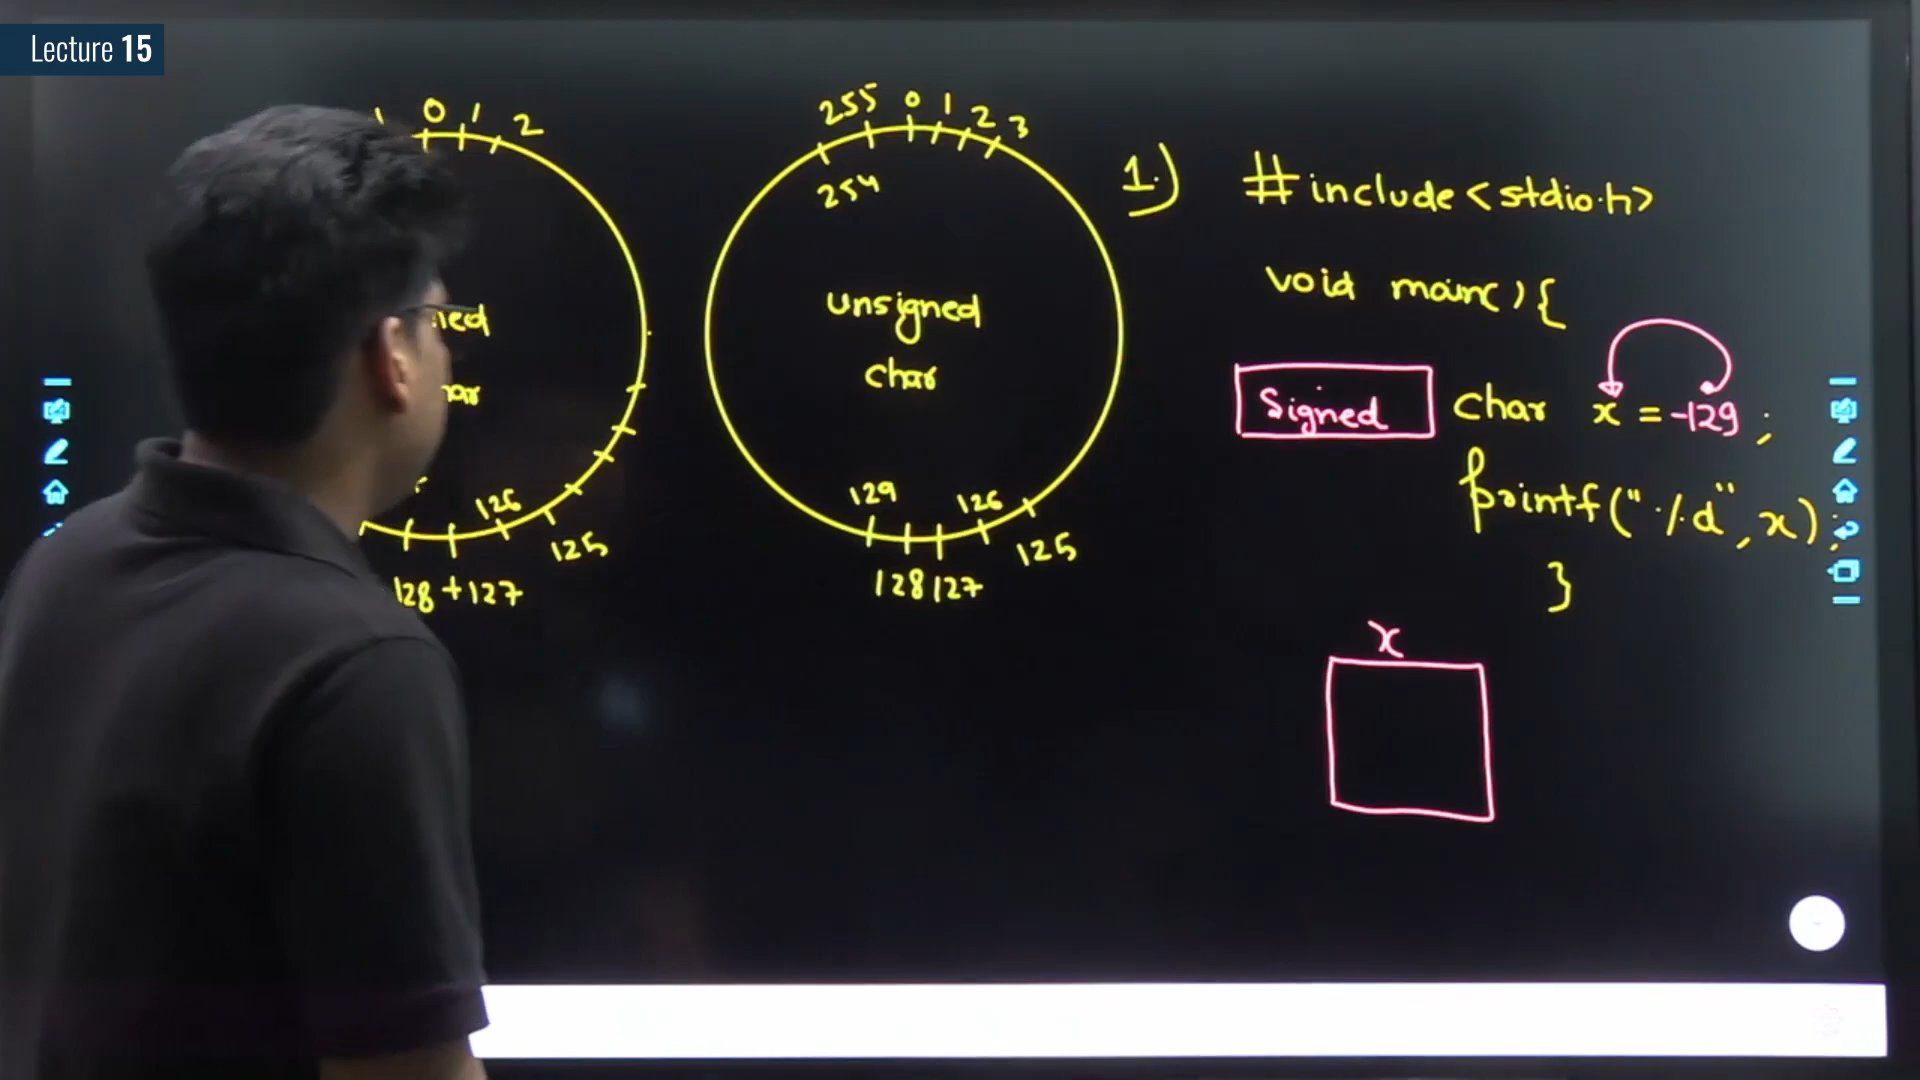 Lecture 15
0 1 2
126
125
128 +127
255 0 1 2 3
254
unsigned
char
129 126
125
128 127
1.) #include<stdio.h>
void main(){
Signed char x = -129;
printf("%d",x);
}
x